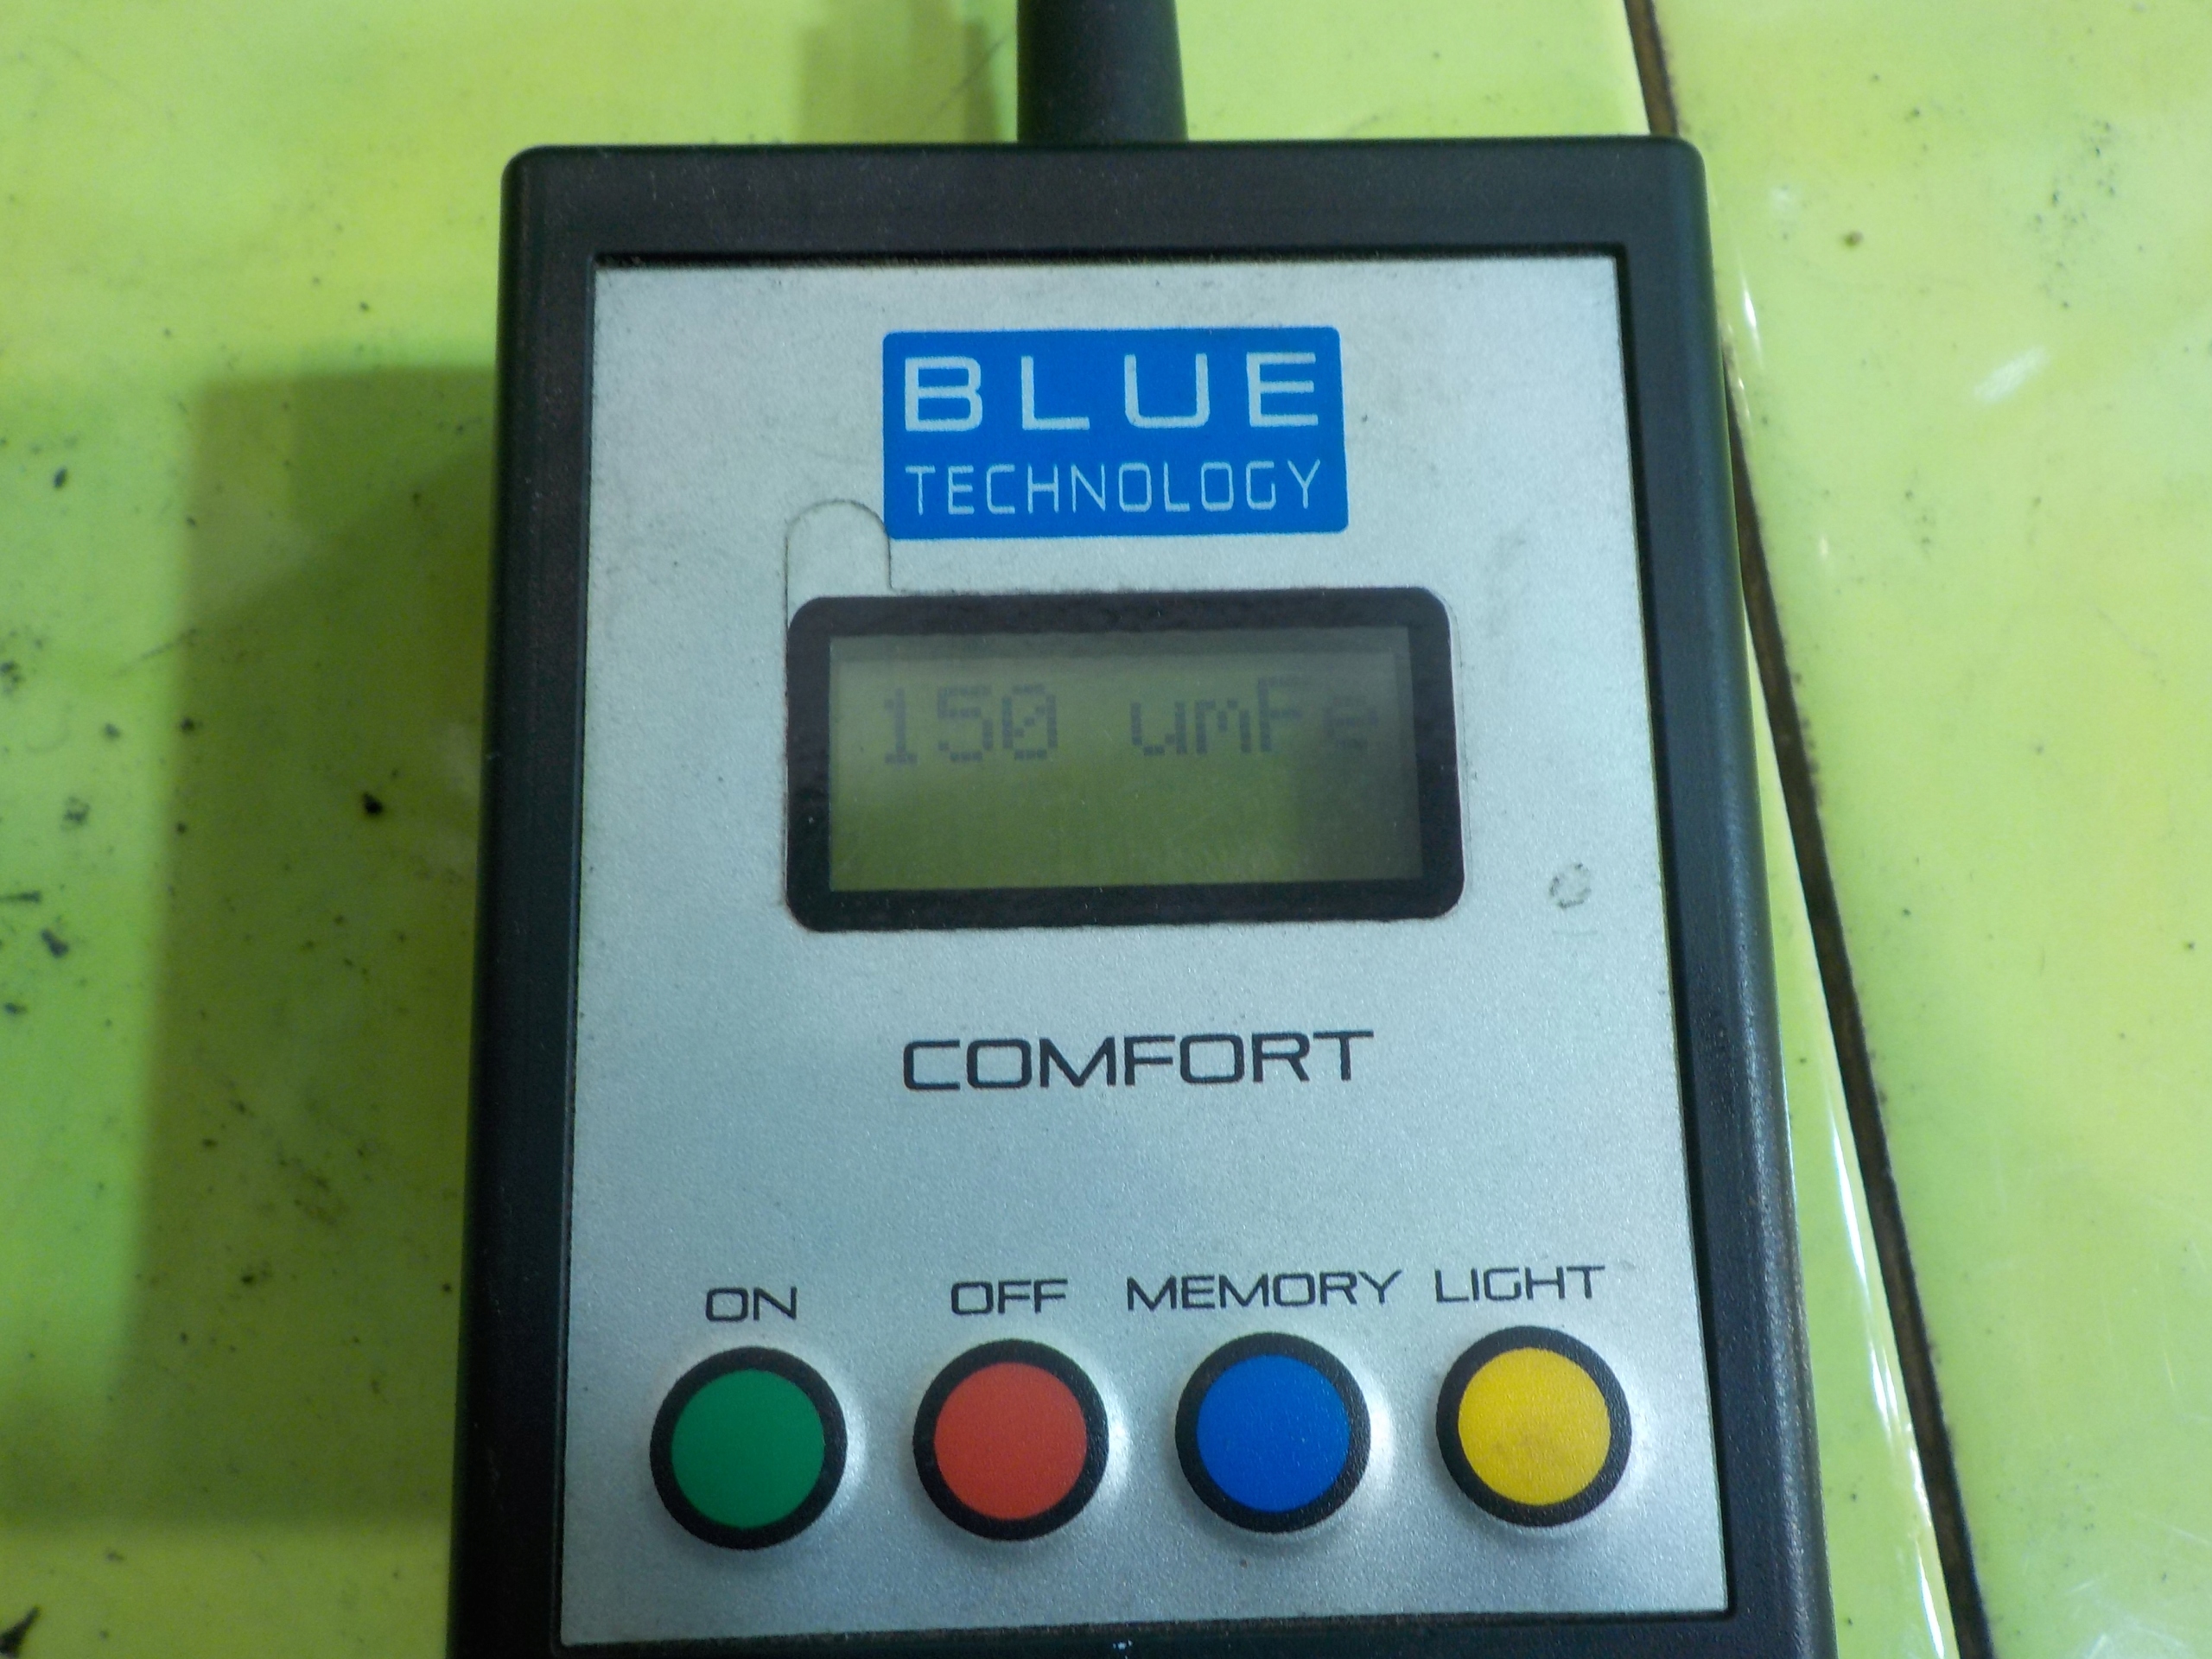 BLUE
TECHNOLOGY
150 umFe
COMFORT
ON OFF MEMORY LIGHT